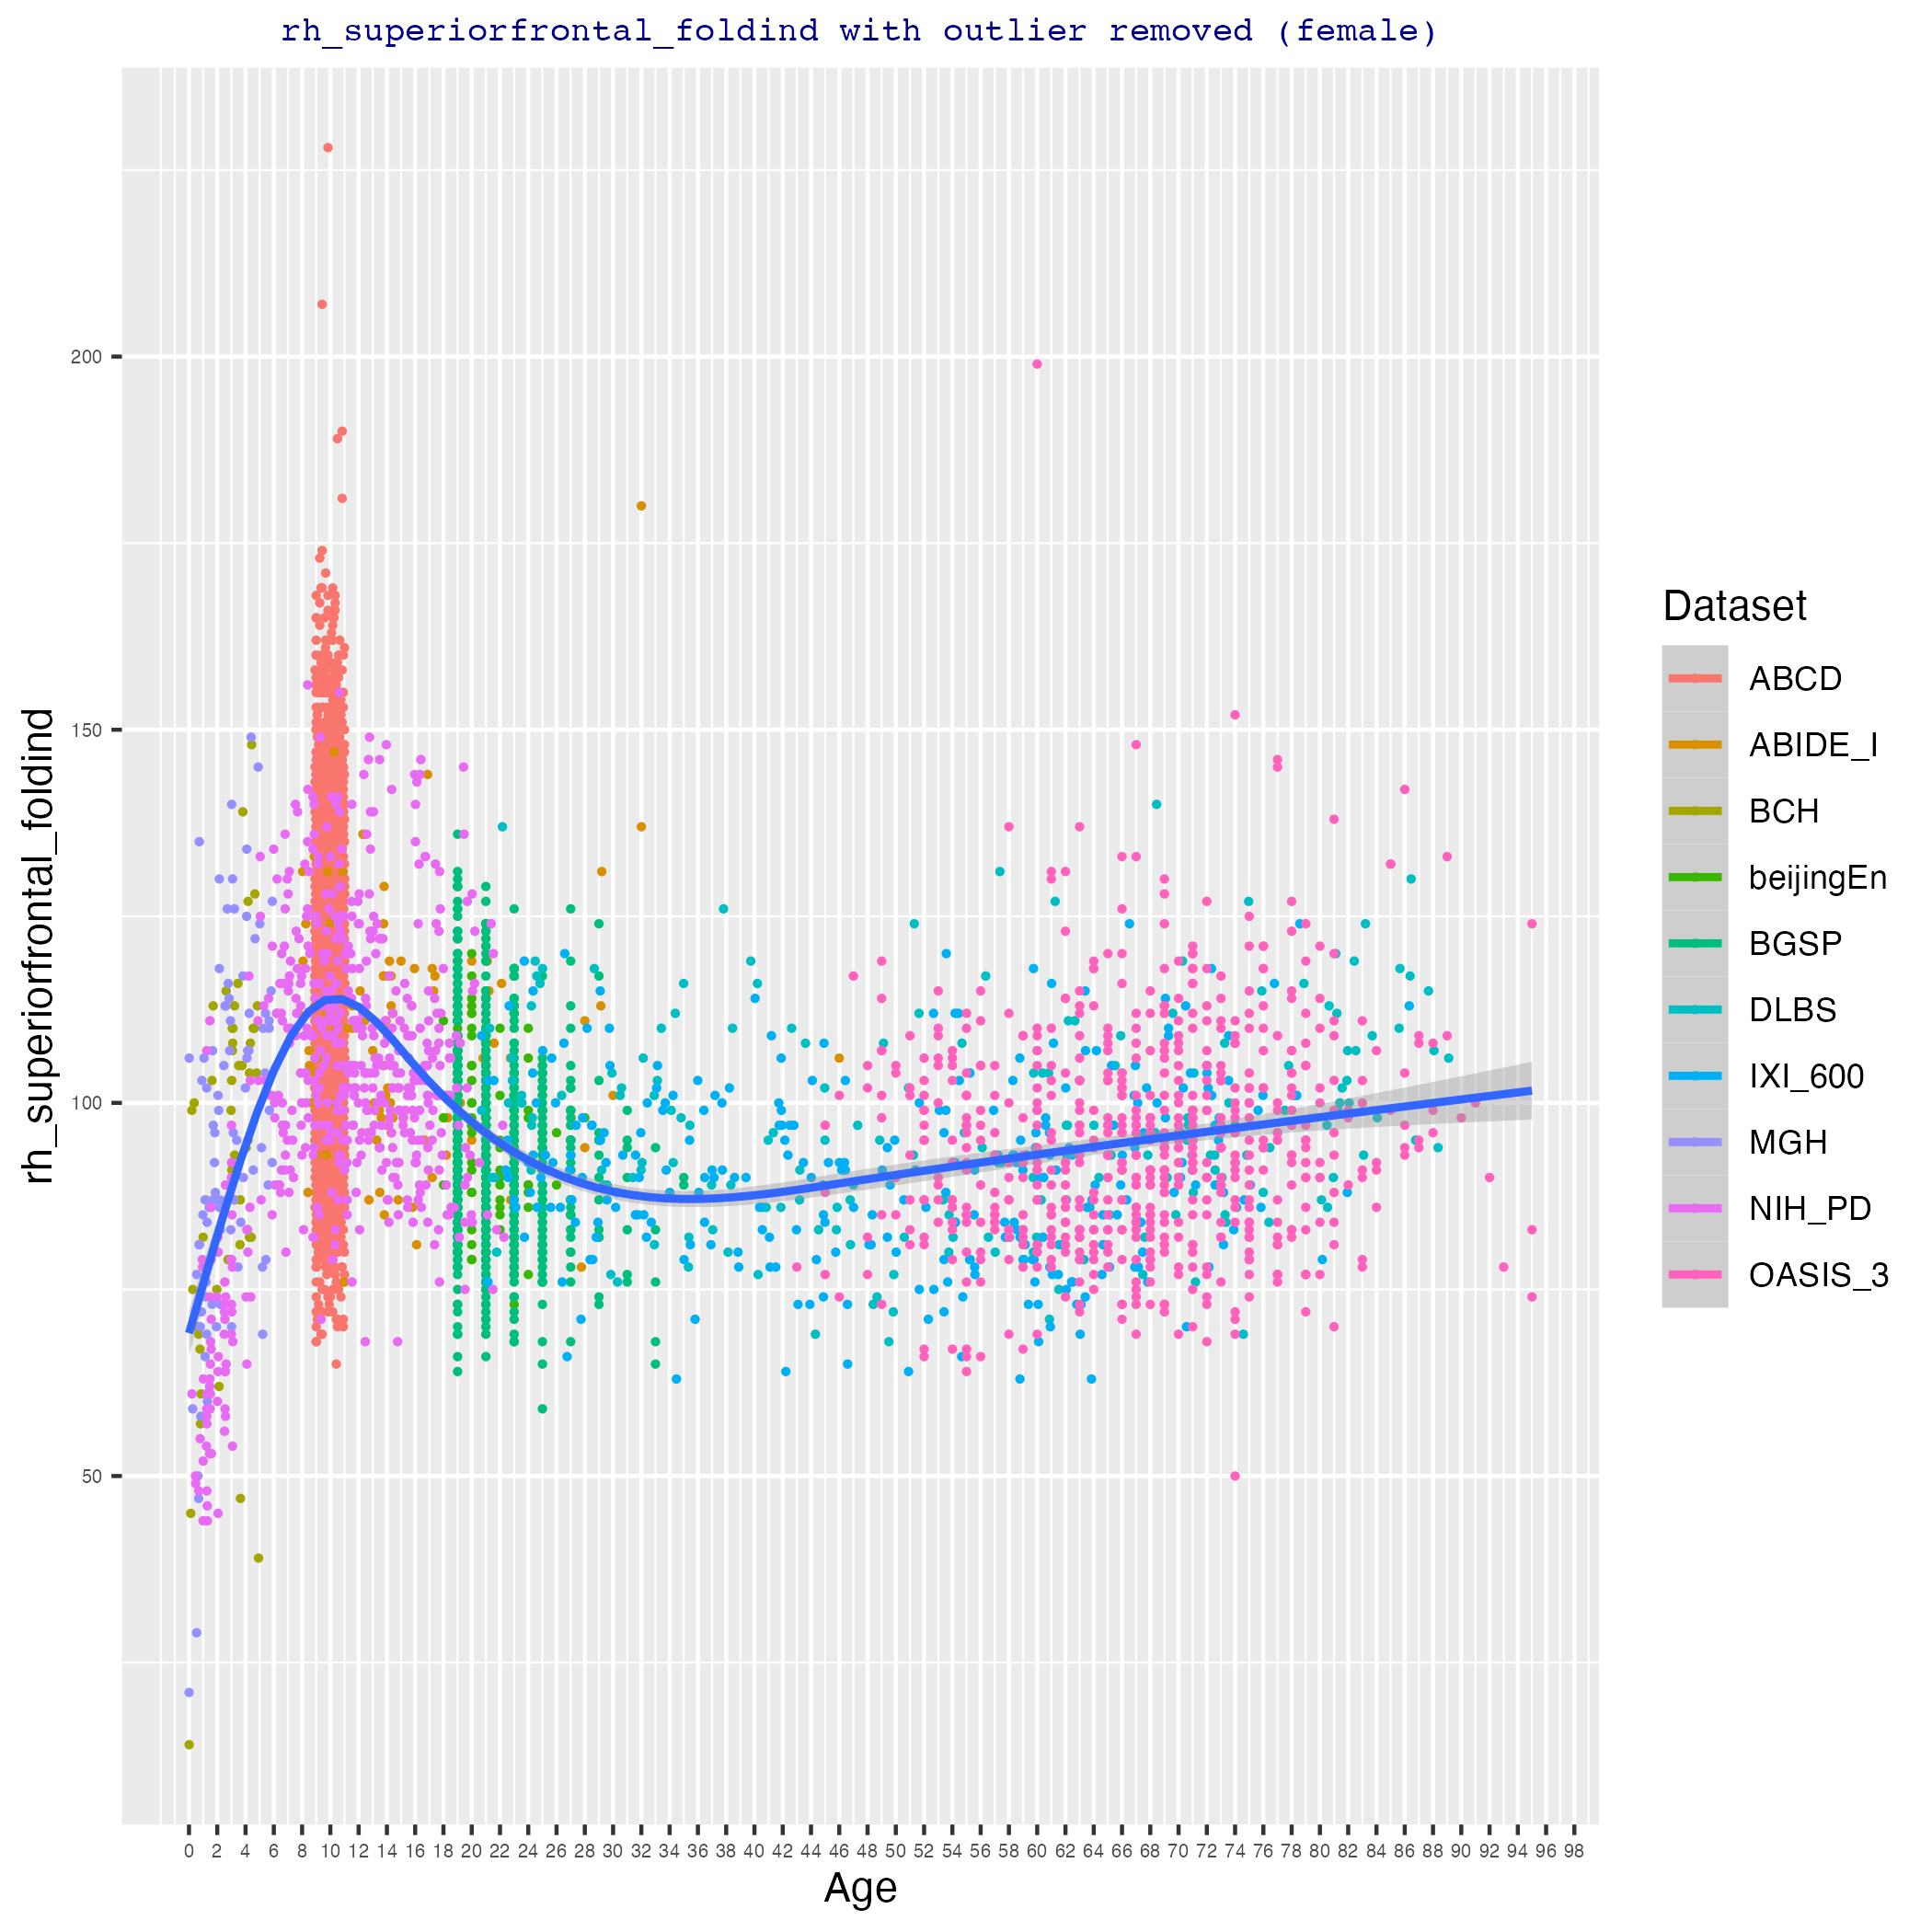 rh_superiorfrontal_foldind with outlier removed (female)
rh_superiorfrontal_foldind
200
150
100
50
0 2 4 6 8 10 12 14 16 18 20 22 24 26 28 30 32 34 36 38 40 42 44 46 48 50 52 54 56 58 60 62 64 66 68 70 72 74 76 78 80 82 84 86 88 90 92 94 96 98
Age
Dataset
ABCD
ABIDE_I
BCH
beijingEn
BGSP
DLBS
IXI_600
MGH
NIH_PD
OASIS_3